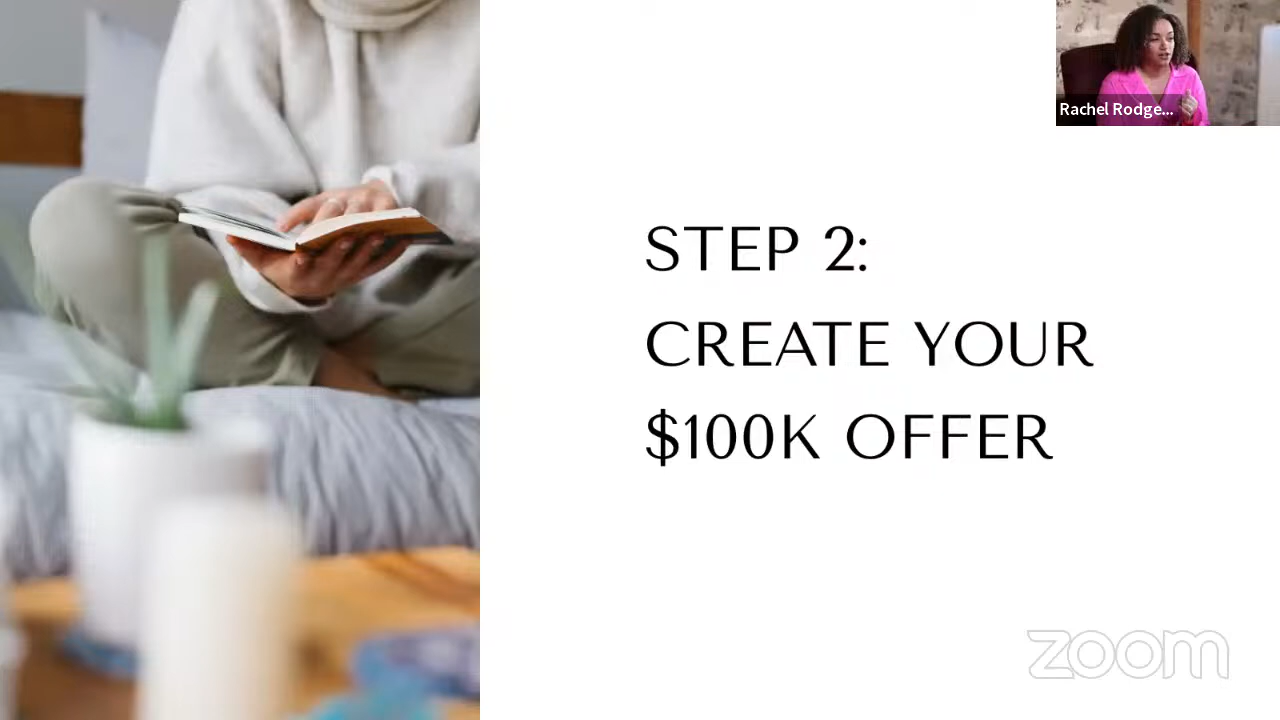 Rachel Rodge...
STEP 2:
CREATE YOUR
$100K OFFER
zoom